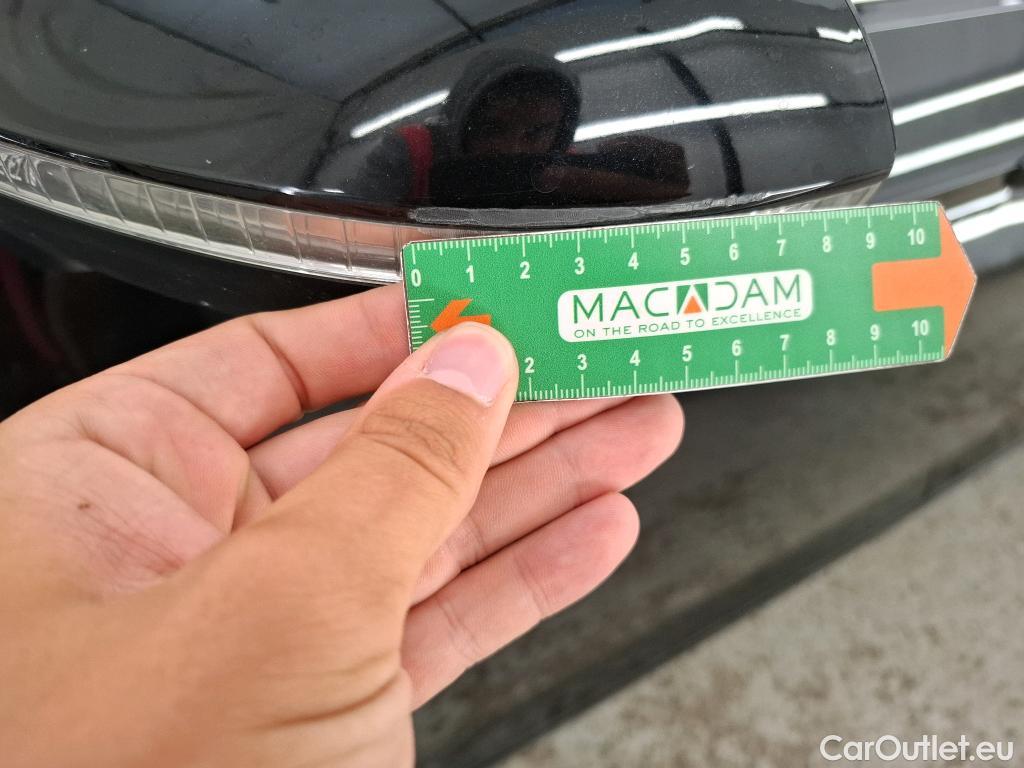 0 1 2 3 4 5 6 7 8 9 10
MACADAM
ON THE ROAD TO EXCELLENCE
2 3 4 5 6 7 8 9 10
CarOutlet.eu